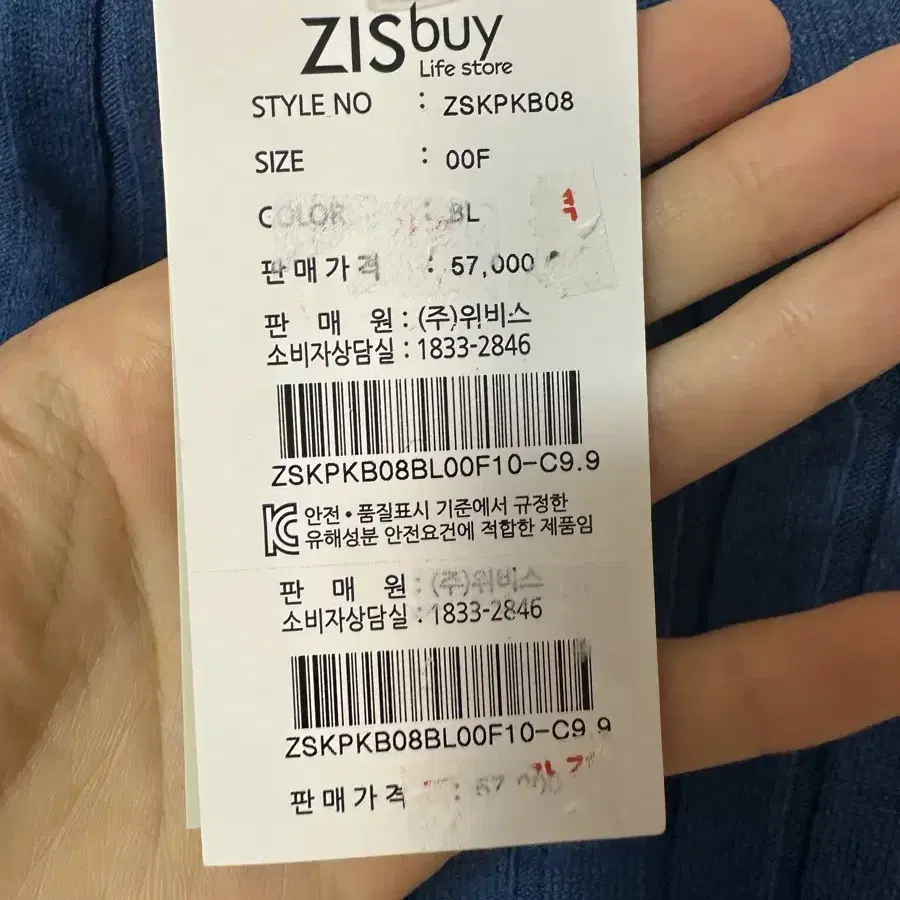 ZISbuy
Life store
STYLE NO : ZSKPKB08
SIZE : 00F
COLOR : BL
판매가격 : 57,000
판 매 원 : (주)위비스
소비자상담실 : 1833-2846
ZSKPKB08BL00F10-C9.9
KC 안전•품질표시 기준에서 규정한
유해성분 안전요건에 적합한 제품임
판 매 원 : (주)위비스
소비자상담실 : 1833-2846
ZSKPKB08BL00F10-C9.9
판매가격 : 57,000